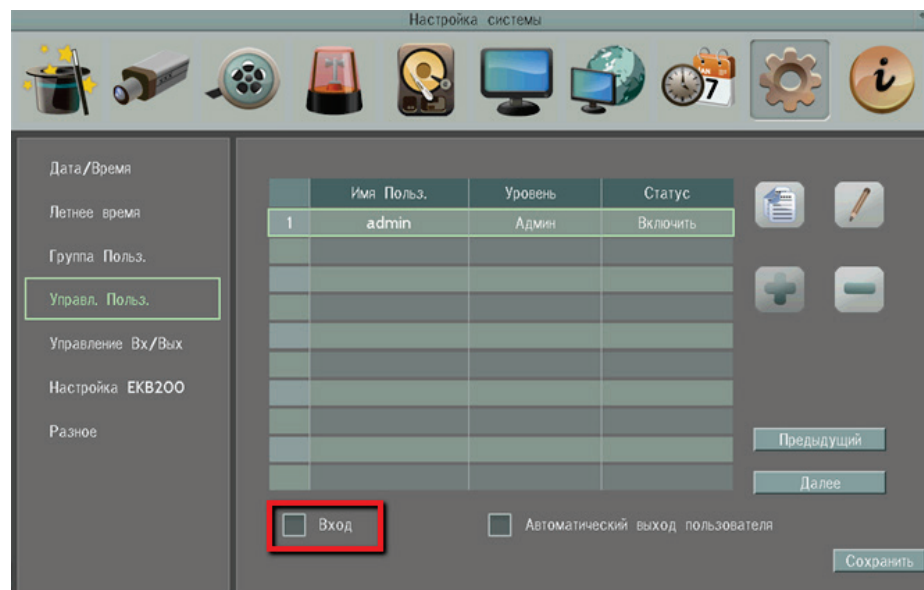 Настройка системы
7
i
Дата/Время
Летнее время
Группа Польз.
Управл. Польз.
Управление Вх/Вых
Настройка EKB200
Разное
Имя Польз. Уровень Статус
1 admin Админ Включить
Предыдущий
Далее
Вход Автоматический выход пользователя
Сохранить